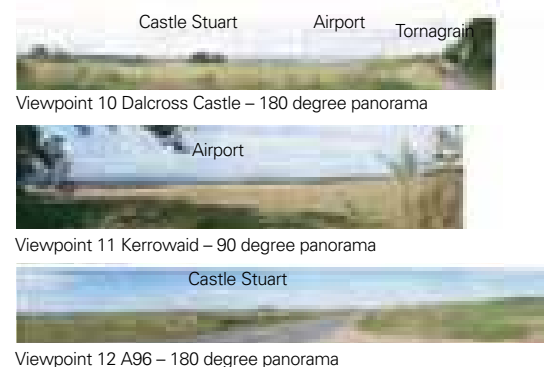 Castle Stuart Airport Tornagrain
Viewpoint 10 Dalcross Castle – 180 degree panorama
Airport
Viewpoint 11 Kerrowaid – 90 degree panorama
Castle Stuart
Viewpoint 12 A96 – 180 degree panorama